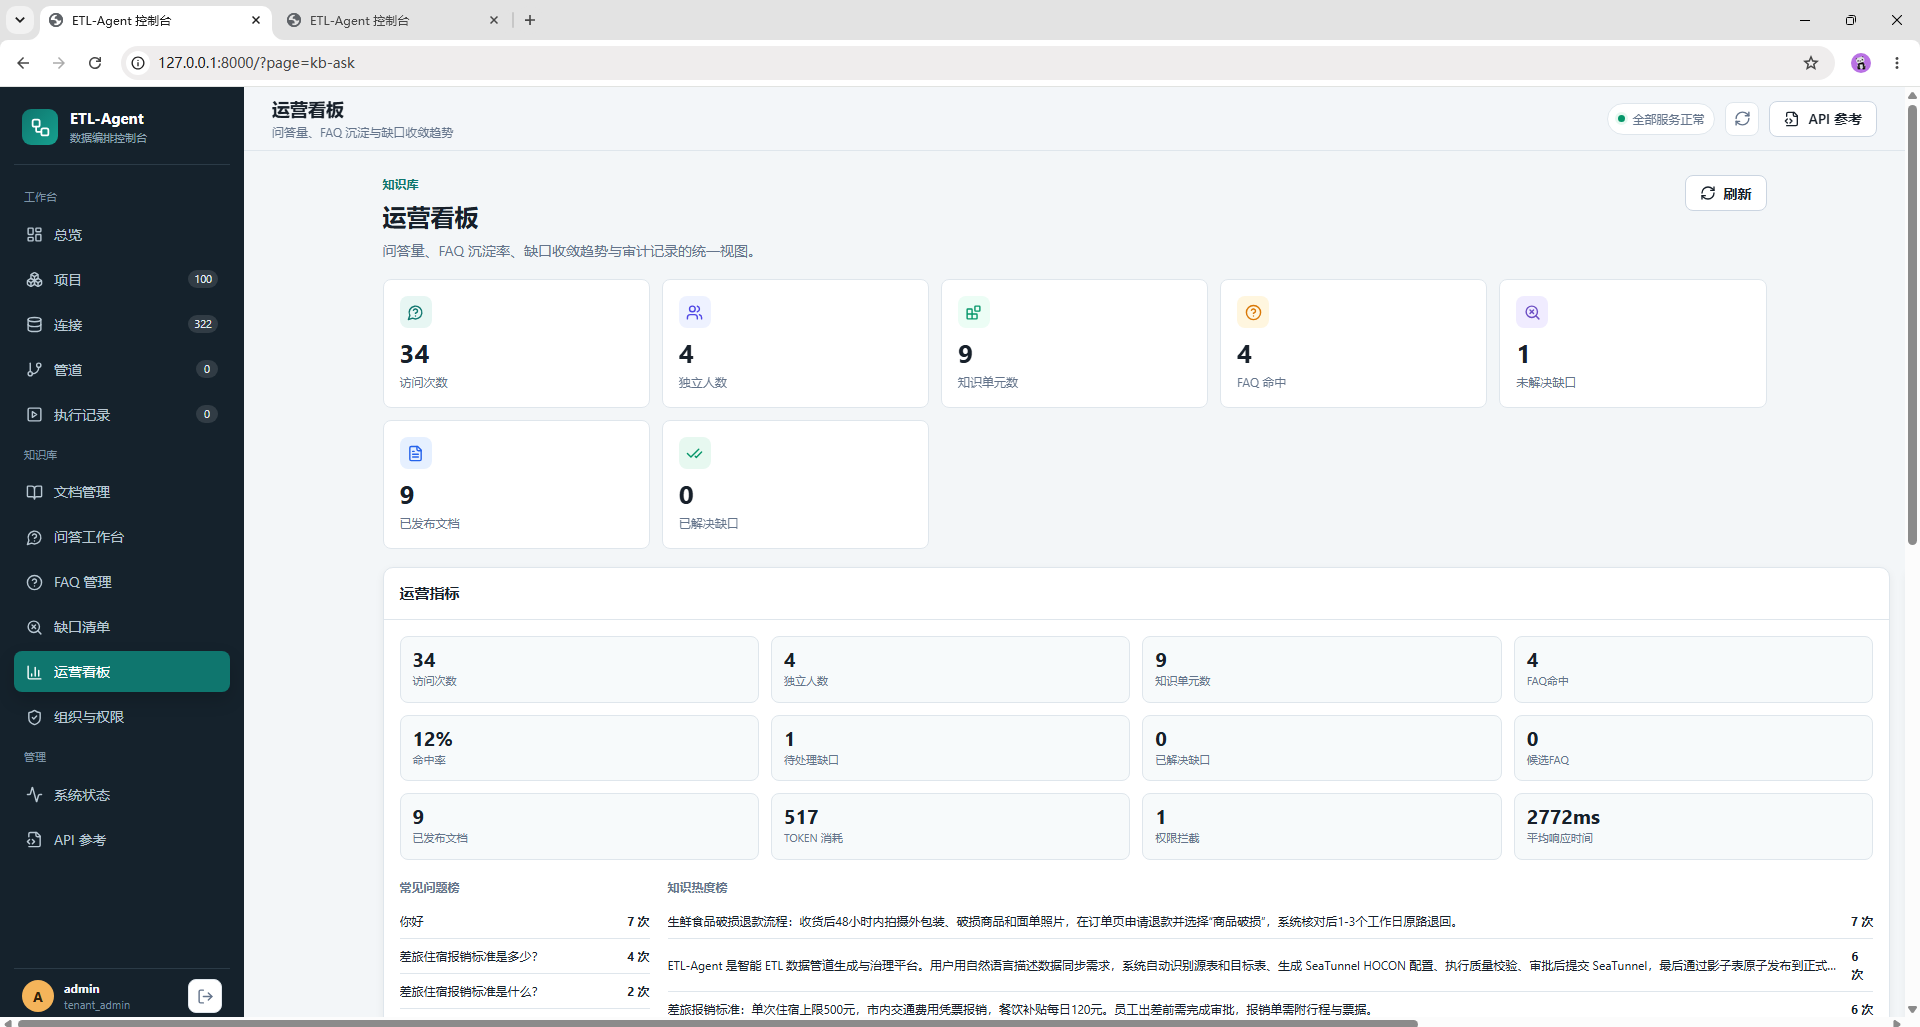 ETL-Agent 控制台
ETL-Agent 控制台
127.0.0.1:8000/?page=kb-ask
ETL-Agent
数据编排控制台
工作台
总览
项目 100
连接 322
管道 0
执行记录 0
知识库
文档管理
问答工作台
FAQ 管理
缺口清单
运营看板
组织与权限
管理
系统状态
API 参考
A
admin
tenant_admin
运营看板
问答量、FAQ 沉淀与缺口收敛趋势
全部服务正常
API 参考
知识库
运营看板
问答量、FAQ 沉淀率、缺口收敛趋势与审计记录的统一视图。
刷新
34
访问次数
4
独立人数
9
知识单元数
4
FAQ 命中
1
未解决缺口
9
已发布文档
0
已解决缺口
运营指标
34
访问次数
4
独立人数
9
知识单元数
4
FAQ命中
12%
命中率
1
待处理缺口
0
已解决缺口
0
候选FAQ
9
已发布文档
517
TOKEN 消耗
1
权限拦截
2772ms
平均响应时间
常见问题榜
你好 7 次
差旅住宿报销标准是多少? 4 次
差旅住宿报销标准是什么? 2 次
知识热度榜
生鲜食品破损退款流程：收货后48小时内拍摄外包装、破损商品和面单照片，在订单页申请退款并选择“商品破损”，系统核对后1-3个工作日原路退回。 7 次
ETL-Agent 是智能 ETL 数据管道生成与治理平台。用户用自然语言描述数据同步需求，系统自动识别源表和目标表、生成 SeaTunnel HOCON 配置、执行质量校验、审批后提交 SeaTunnel，最后通过影子表原子发布到正式... 6 次
差旅报销标准：单次住宿上限500元，市内交通费用凭票报销，餐饮补贴每日120元。员工出差前需完成审批，报销单需附行程与票据。 6 次